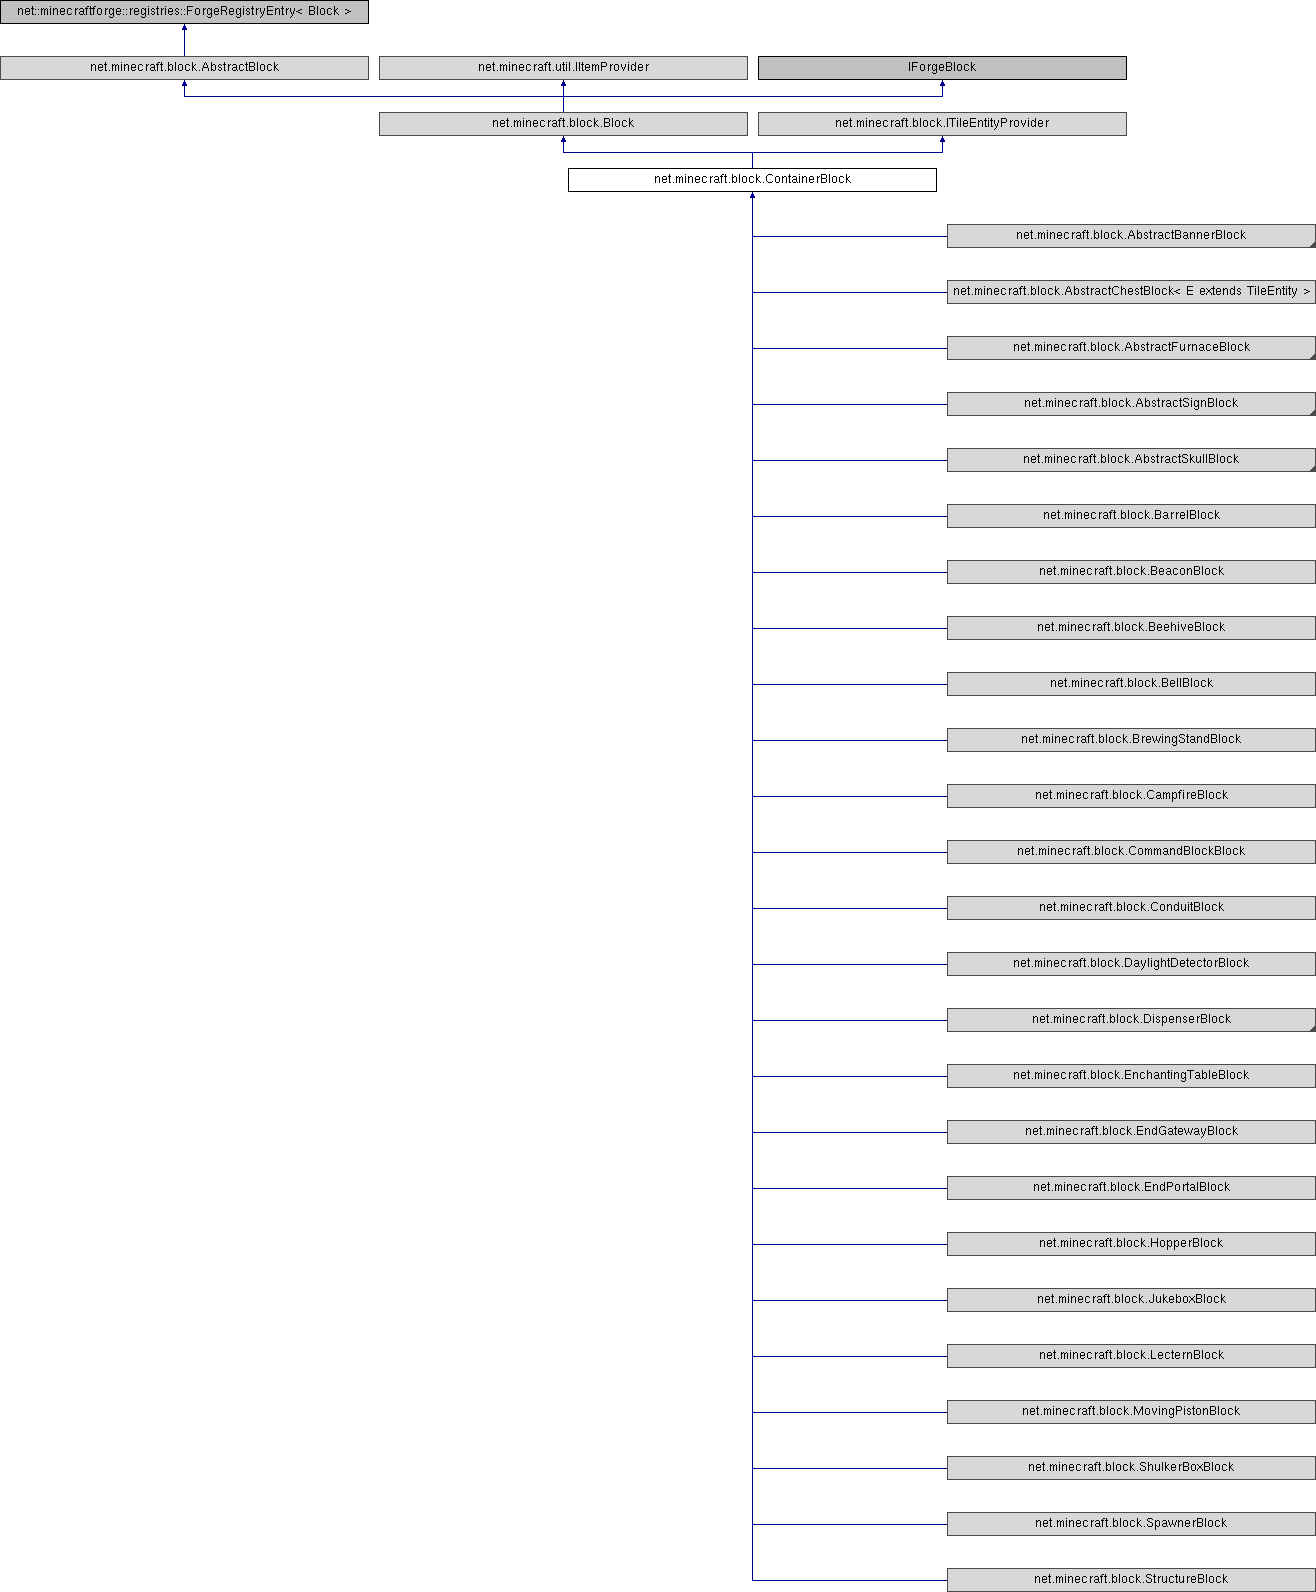 net::minecraftforge::registries::ForgeRegistryEntry< Block >
net.minecraft.block.AbstractBlock
net.minecraft.util.IItemProvider
IForgeBlock
net.minecraft.block.Block
net.minecraft.block.ITileEntityProvider
net.minecraft.block.ContainerBlock
net.minecraft.block.AbstractBannerBlock
net.minecraft.block.AbstractChestBlock< E extends TileEntity >
net.minecraft.block.AbstractFurnaceBlock
net.minecraft.block.AbstractSignBlock
net.minecraft.block.AbstractSkullBlock
net.minecraft.block.BarrelBlock
net.minecraft.block.BeaconBlock
net.minecraft.block.BeehiveBlock
net.minecraft.block.BellBlock
net.minecraft.block.BrewingStandBlock
net.minecraft.block.CampfireBlock
net.minecraft.block.CommandBlockBlock
net.minecraft.block.ConduitBlock
net.minecraft.block.DaylightDetectorBlock
net.minecraft.block.DispenserBlock
net.minecraft.block.EnchantingTableBlock
net.minecraft.block.EndGatewayBlock
net.minecraft.block.EndPortalBlock
net.minecraft.block.HopperBlock
net.minecraft.block.JukeboxBlock
net.minecraft.block.LecternBlock
net.minecraft.block.MovingPistonBlock
net.minecraft.block.ShulkerBoxBlock
net.minecraft.block.SpawnerBlock
net.minecraft.block.StructureBlock